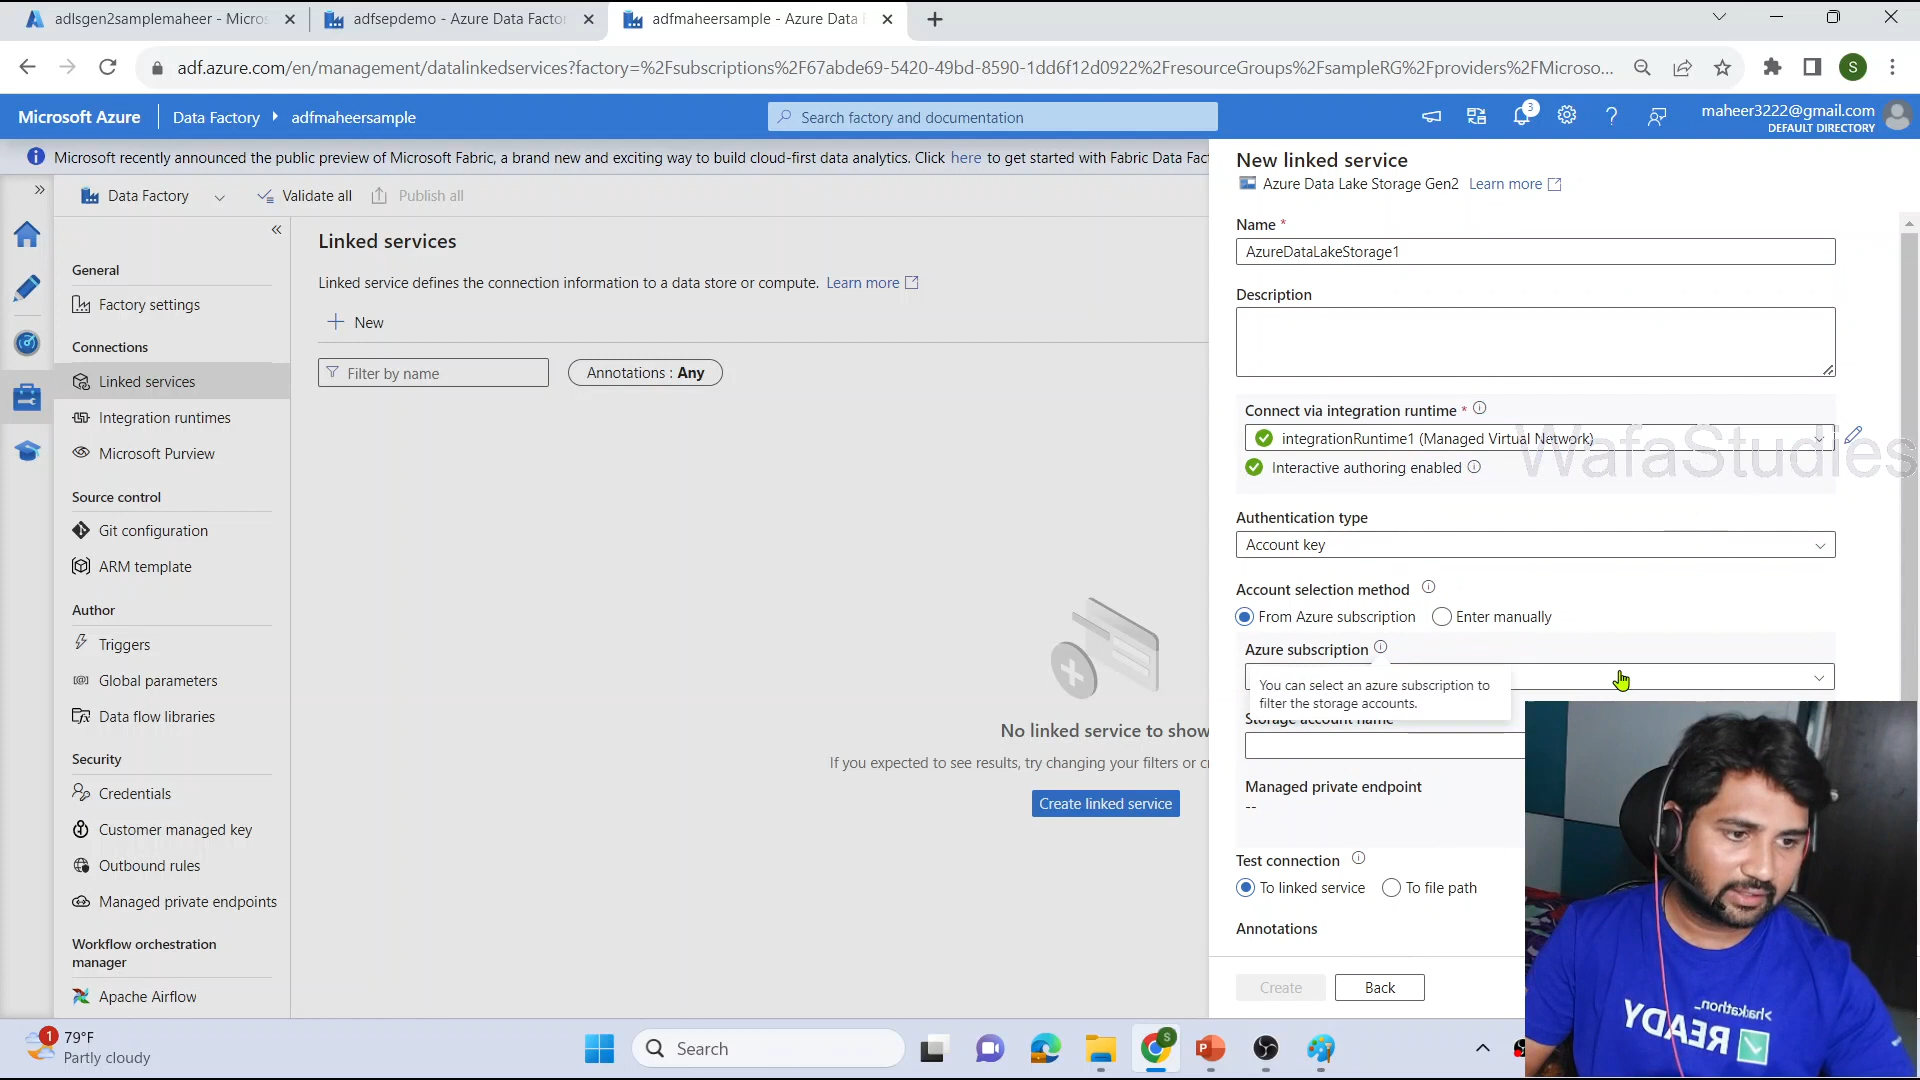 adlsgen2samplemaheer - Micros
adfsepdemo - Azure Data Factor
adfmaheersample - Azure Data
adf.azure.com/en/management/datalinkedservices?factory=%2Fsubscriptions%2F67abde69-5420-49bd-8590-1dd6f12d0922%2FresourceGroups%2FsampleRG%2Fproviders%2FMicroso...
S
Microsoft Azure
Data Factory
adfmaheersample
Search factory and documentation
3
maheer3222@gmail.com
DEFAULT DIRECTORY
Microsoft recently announced the public preview of Microsoft Fabric, a brand new and exciting way to build cloud-first data analytics. Click here to get started with Fabric Data Fact
Data Factory
Validate all
Publish all
General
Factory settings
Connections
Linked services
Integration runtimes
Microsoft Purview
Source control
Git configuration
ARM template
Author
Triggers
Global parameters
Data flow libraries
Security
Credentials
Customer managed key
Outbound rules
Managed private endpoints
Workflow orchestration
manager
Apache Airflow
Linked services
Linked service defines the connection information to a data store or compute. Learn more
New
Filter by name
Annotations : Any
No linked service to show
If you expected to see results, try changing your filters or cr
Create linked service
New linked service
Azure Data Lake Storage Gen2 Learn more
Name *
AzureDataLakeStorage1
Description
Connect via integration runtime *
integrationRuntime1 (Managed Virtual Network)
WafaStudies
Interactive authoring enabled
Authentication type
Account key
Account selection method
From Azure subscription
Enter manually
Azure subscription
You can select an azure subscription to
filter the storage accounts.
Storage account name
Managed private endpoint
--
Test connection
To linked service
To file path
Annotations
Create
Back
>hakathon_
READY
1
79°F
Partly cloudy
Search
S